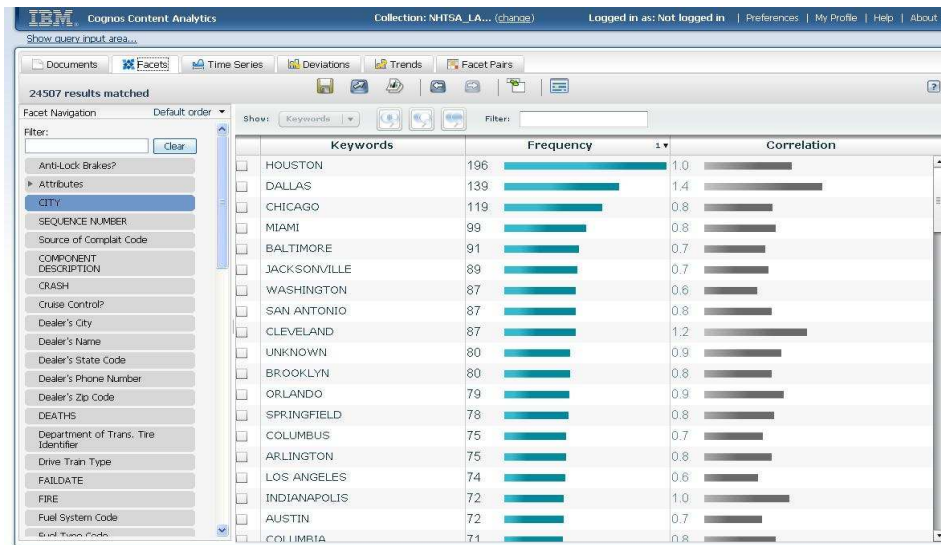 IBM. Cognos Content Analytics
Collection: NHTSA_LA... (change)
Logged in as: Not logged in | Preferences | My Profile | Help | About
Show query input area...
Documents Facets Time Series Deviations Trends Facet Pairs
24507 results matched
Facet Navigation Default order
Filter:
Clear
Anti-Lock Brakes?
Attributes
CITY
SEQUENCE NUMBER
Source of Complait Code
COMPONENT
DESCRIPTION
CRASH
Cruise Control?
Dealer's City
Dealer's Name
Dealer's State Code
Dealer's Phone Number
Dealer's Zip Code
DEATHS
Department of Trans. Tire
Identifier
Drive Train Type
FAILDATE
FIRE
Fuel System Code
Fuel Type Code
Show: Keywords Filter:
Keywords Frequency 1 Correlation
HOUSTON 196 1.0
DALLAS 139 1.4
CHICAGO 119 0.8
MIAMI 99 0.8
BALTIMORE 91 0.7
JACKSONVILLE 89 0.7
WASHINGTON 87 0.6
SAN ANTONIO 87 0.8
CLEVELAND 87 1.2
UNKNOWN 80 0.9
BROOKLYN 80 0.8
ORLANDO 79 0.9
SPRINGFIELD 78 0.8
COLUMBUS 75 0.7
ARLINGTON 75 0.8
LOS ANGELES 74 0.6
INDIANAPOLIS 72 1.0
AUSTIN 72 0.7
COLUMBIA 71 0.8